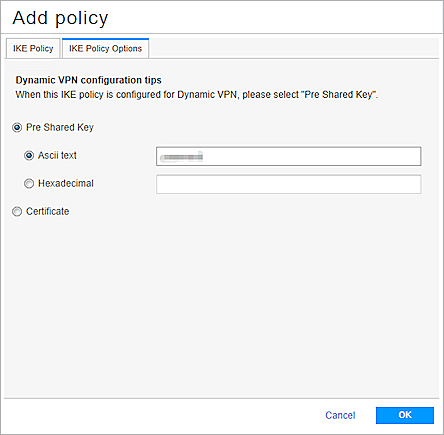 Add policy
IKE Policy
IKE Policy Options
Dynamic VPN configuration tips
When this IKE policy is configured for Dynamic VPN, please select "Pre Shared Key".
Pre Shared Key
Ascii text
Hexadecimal
Certificate
Cancel
OK